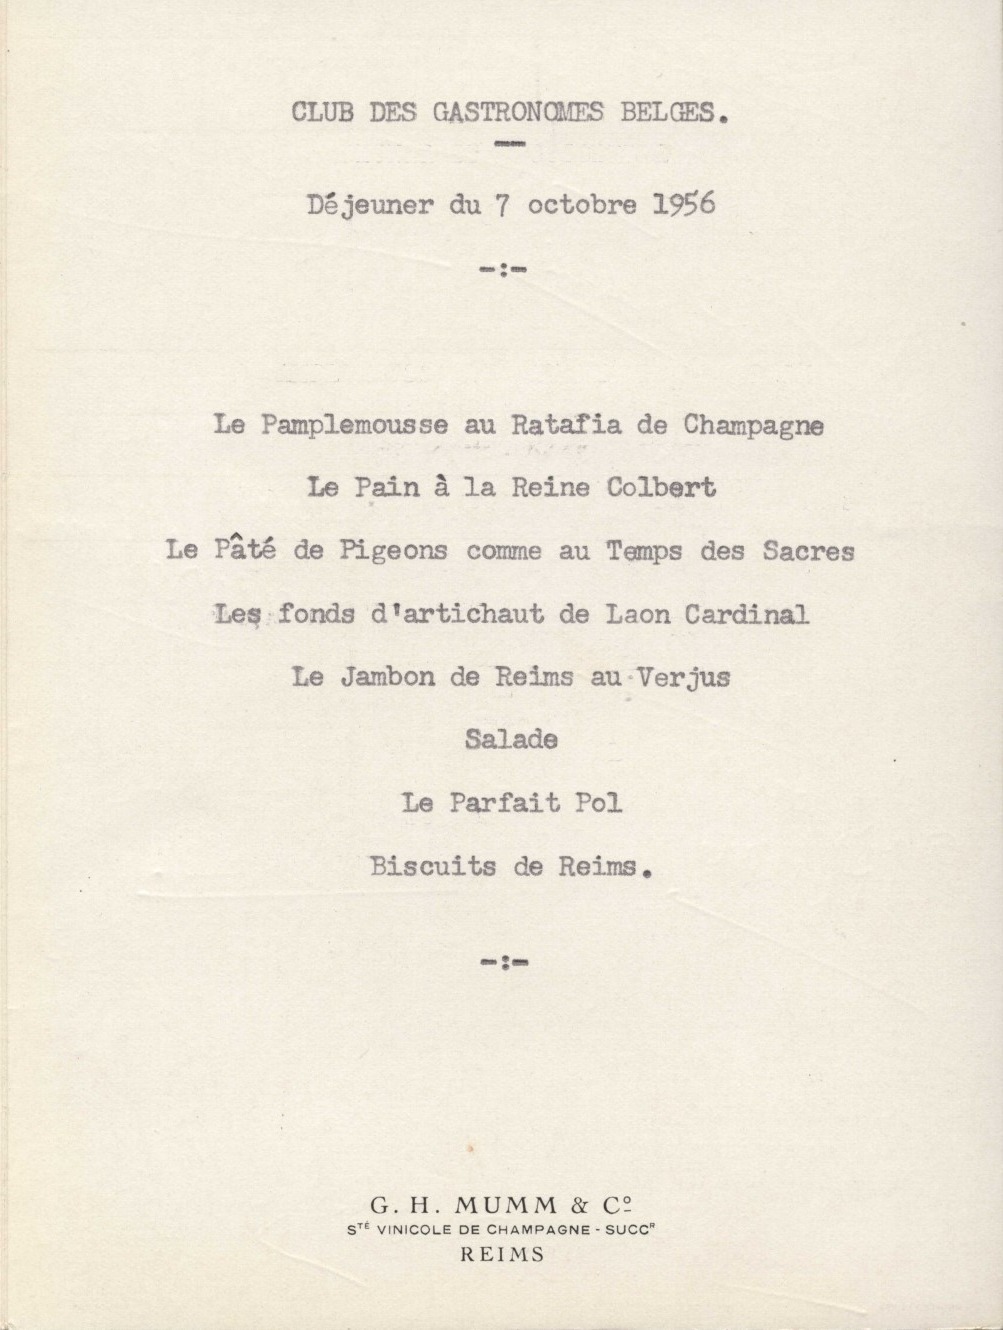 CLUB DES GASTRONOMES BELGES.
Déjeuner du 7 octobre 1956
-:-
Le Pamplemousse au Ratafia de Champagne
Le Pain à la Reine Colbert
Le Pâté de Pigeons comme au Temps des Sacres
Les fonds d'artichaut de Laon Cardinal
Le Jambon de Reims au Verjus
Salade
Le Parfait Pol
Biscuits de Reims.
-:-
G. H. MUMM & Cº
STÉ VINICOLE DE CHAMPAGNE - SUCCR
REIMS